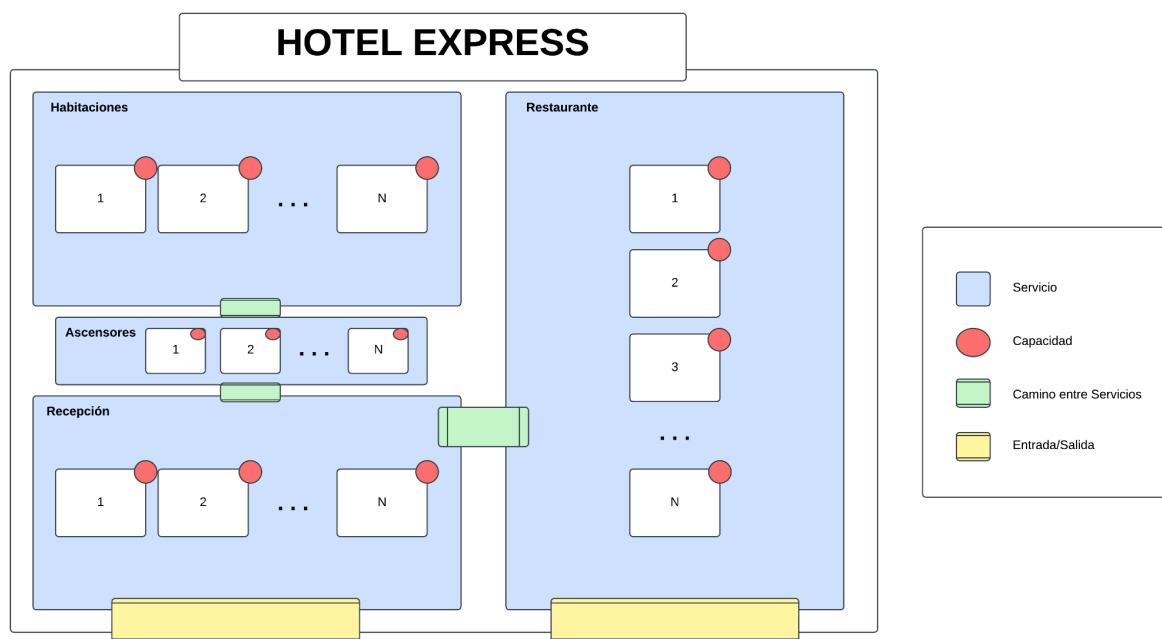 HOTEL EXPRESS
Habitaciones
1
2
...
N
Ascensores
1
2
...
N
Recepción
1
2
...
N
Restaurante
1
2
3
...
N
Servicio
Capacidad
Camino entre Servicios
Entrada/Salida